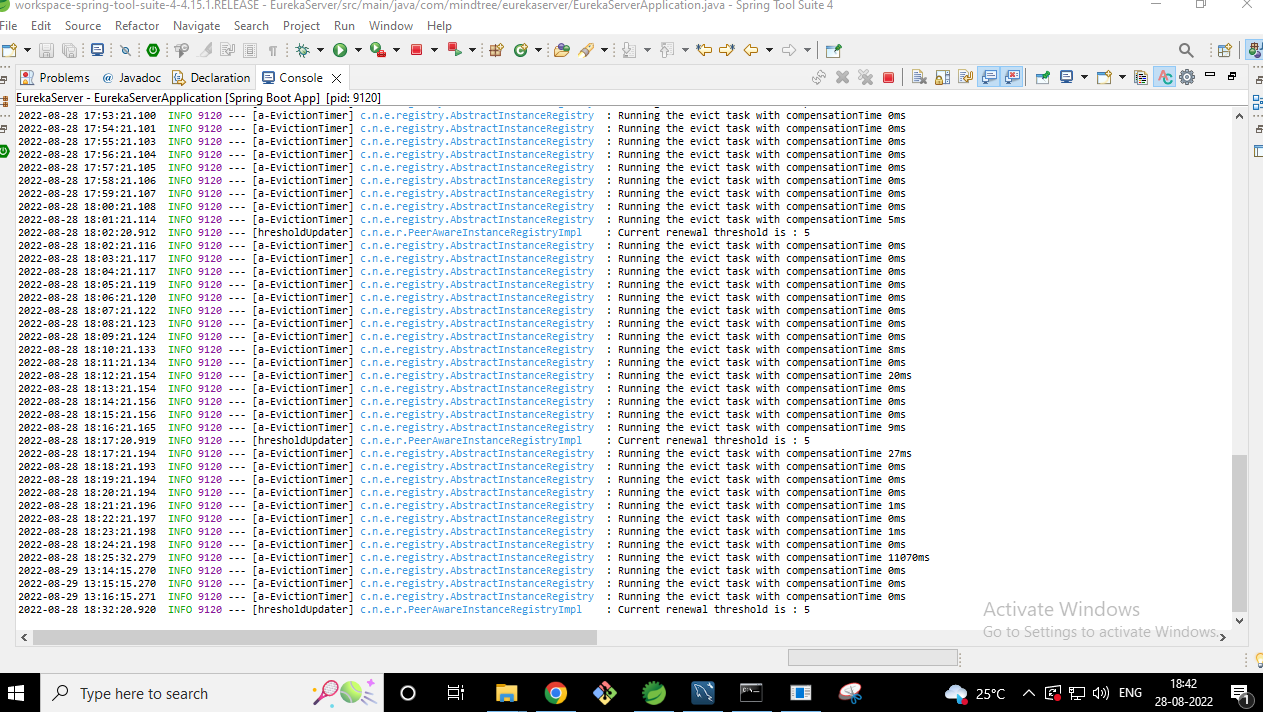 workspace-spring-tool-suite-4-4.15.1.RELEASE - EurekaServer/src/main/java/com/mindtree/eurekaserver/EurekaServerApplication.java - Spring Tool Suite 4
File Edit Source Refactor Navigate Search Project Run Window Help
Problems @ Javadoc Declaration Console
EurekaServer - EurekaServerApplication [Spring Boot App] [pid: 9120]
2022-08-28 17:53:21.100 INFO 9120 --- [a-EvictionTimer] c.n.e.registry.AbstractInstanceRegistry : Running the evict task with compensationTime 0ms
2022-08-28 17:54:21.101 INFO 9120 --- [a-EvictionTimer] c.n.e.registry.AbstractInstanceRegistry : Running the evict task with compensationTime 0ms
2022-08-28 17:55:21.103 INFO 9120 --- [a-EvictionTimer] c.n.e.registry.AbstractInstanceRegistry : Running the evict task with compensationTime 0ms
2022-08-28 17:56:21.104 INFO 9120 --- [a-EvictionTimer] c.n.e.registry.AbstractInstanceRegistry : Running the evict task with compensationTime 0ms
2022-08-28 17:57:21.105 INFO 9120 --- [a-EvictionTimer] c.n.e.registry.AbstractInstanceRegistry : Running the evict task with compensationTime 0ms
2022-08-28 17:58:21.106 INFO 9120 --- [a-EvictionTimer] c.n.e.registry.AbstractInstanceRegistry : Running the evict task with compensationTime 0ms
2022-08-28 17:59:21.107 INFO 9120 --- [a-EvictionTimer] c.n.e.registry.AbstractInstanceRegistry : Running the evict task with compensationTime 0ms
2022-08-28 18:00:21.108 INFO 9120 --- [a-EvictionTimer] c.n.e.registry.AbstractInstanceRegistry : Running the evict task with compensationTime 0ms
2022-08-28 18:01:21.114 INFO 9120 --- [a-EvictionTimer] c.n.e.registry.AbstractInstanceRegistry : Running the evict task with compensationTime 5ms
2022-08-28 18:02:20.912 INFO 9120 --- [hresholdUpdater] c.n.e.r.PeerAwareInstanceRegistryImpl : Current renewal threshold is : 5
2022-08-28 18:02:21.116 INFO 9120 --- [a-EvictionTimer] c.n.e.registry.AbstractInstanceRegistry : Running the evict task with compensationTime 0ms
2022-08-28 18:03:21.117 INFO 9120 --- [a-EvictionTimer] c.n.e.registry.AbstractInstanceRegistry : Running the evict task with compensationTime 0ms
2022-08-28 18:04:21.117 INFO 9120 --- [a-EvictionTimer] c.n.e.registry.AbstractInstanceRegistry : Running the evict task with compensationTime 0ms
2022-08-28 18:05:21.119 INFO 9120 --- [a-EvictionTimer] c.n.e.registry.AbstractInstanceRegistry : Running the evict task with compensationTime 0ms
2022-08-28 18:06:21.120 INFO 9120 --- [a-EvictionTimer] c.n.e.registry.AbstractInstanceRegistry : Running the evict task with compensationTime 0ms
2022-08-28 18:07:21.122 INFO 9120 --- [a-EvictionTimer] c.n.e.registry.AbstractInstanceRegistry : Running the evict task with compensationTime 0ms
2022-08-28 18:08:21.123 INFO 9120 --- [a-EvictionTimer] c.n.e.registry.AbstractInstanceRegistry : Running the evict task with compensationTime 0ms
2022-08-28 18:09:21.124 INFO 9120 --- [a-EvictionTimer] c.n.e.registry.AbstractInstanceRegistry : Running the evict task with compensationTime 0ms
2022-08-28 18:10:21.133 INFO 9120 --- [a-EvictionTimer] c.n.e.registry.AbstractInstanceRegistry : Running the evict task with compensationTime 8ms
2022-08-28 18:11:21.134 INFO 9120 --- [a-EvictionTimer] c.n.e.registry.AbstractInstanceRegistry : Running the evict task with compensationTime 0ms
2022-08-28 18:12:21.154 INFO 9120 --- [a-EvictionTimer] c.n.e.registry.AbstractInstanceRegistry : Running the evict task with compensationTime 20ms
2022-08-28 18:13:21.154 INFO 9120 --- [a-EvictionTimer] c.n.e.registry.AbstractInstanceRegistry : Running the evict task with compensationTime 0ms
2022-08-28 18:14:21.156 INFO 9120 --- [a-EvictionTimer] c.n.e.registry.AbstractInstanceRegistry : Running the evict task with compensationTime 0ms
2022-08-28 18:15:21.156 INFO 9120 --- [a-EvictionTimer] c.n.e.registry.AbstractInstanceRegistry : Running the evict task with compensationTime 0ms
2022-08-28 18:16:21.165 INFO 9120 --- [a-EvictionTimer] c.n.e.registry.AbstractInstanceRegistry : Running the evict task with compensationTime 9ms
2022-08-28 18:17:20.919 INFO 9120 --- [hresholdUpdater] c.n.e.r.PeerAwareInstanceRegistryImpl : Current renewal threshold is : 5
2022-08-28 18:17:21.194 INFO 9120 --- [a-EvictionTimer] c.n.e.registry.AbstractInstanceRegistry : Running the evict task with compensationTime 27ms
2022-08-28 18:18:21.193 INFO 9120 --- [a-EvictionTimer] c.n.e.registry.AbstractInstanceRegistry : Running the evict task with compensationTime 0ms
2022-08-28 18:19:21.194 INFO 9120 --- [a-EvictionTimer] c.n.e.registry.AbstractInstanceRegistry : Running the evict task with compensationTime 0ms
2022-08-28 18:20:21.194 INFO 9120 --- [a-EvictionTimer] c.n.e.registry.AbstractInstanceRegistry : Running the evict task with compensationTime 0ms
2022-08-28 18:21:21.196 INFO 9120 --- [a-EvictionTimer] c.n.e.registry.AbstractInstanceRegistry : Running the evict task with compensationTime 1ms
2022-08-28 18:22:21.197 INFO 9120 --- [a-EvictionTimer] c.n.e.registry.AbstractInstanceRegistry : Running the evict task with compensationTime 0ms
2022-08-28 18:23:21.198 INFO 9120 --- [a-EvictionTimer] c.n.e.registry.AbstractInstanceRegistry : Running the evict task with compensationTime 1ms
2022-08-28 18:24:21.198 INFO 9120 --- [a-EvictionTimer] c.n.e.registry.AbstractInstanceRegistry : Running the evict task with compensationTime 0ms
2022-08-28 18:25:32.279 INFO 9120 --- [a-EvictionTimer] c.n.e.registry.AbstractInstanceRegistry : Running the evict task with compensationTime 11070ms
2022-08-29 13:14:15.270 INFO 9120 --- [a-EvictionTimer] c.n.e.registry.AbstractInstanceRegistry : Running the evict task with compensationTime 0ms
2022-08-29 13:15:15.270 INFO 9120 --- [a-EvictionTimer] c.n.e.registry.AbstractInstanceRegistry : Running the evict task with compensationTime 0ms
2022-08-29 13:16:15.271 INFO 9120 --- [a-EvictionTimer] c.n.e.registry.AbstractInstanceRegistry : Running the evict task with compensationTime 0ms
2022-08-28 18:32:20.920 INFO 9120 --- [hresholdUpdater] c.n.e.r.PeerAwareInstanceRegistryImpl : Current renewal threshold is : 5
Activate Windows
Go to Settings to activate Windows.
Type here to search
25°C
ENG
18:42
28-08-2022
1